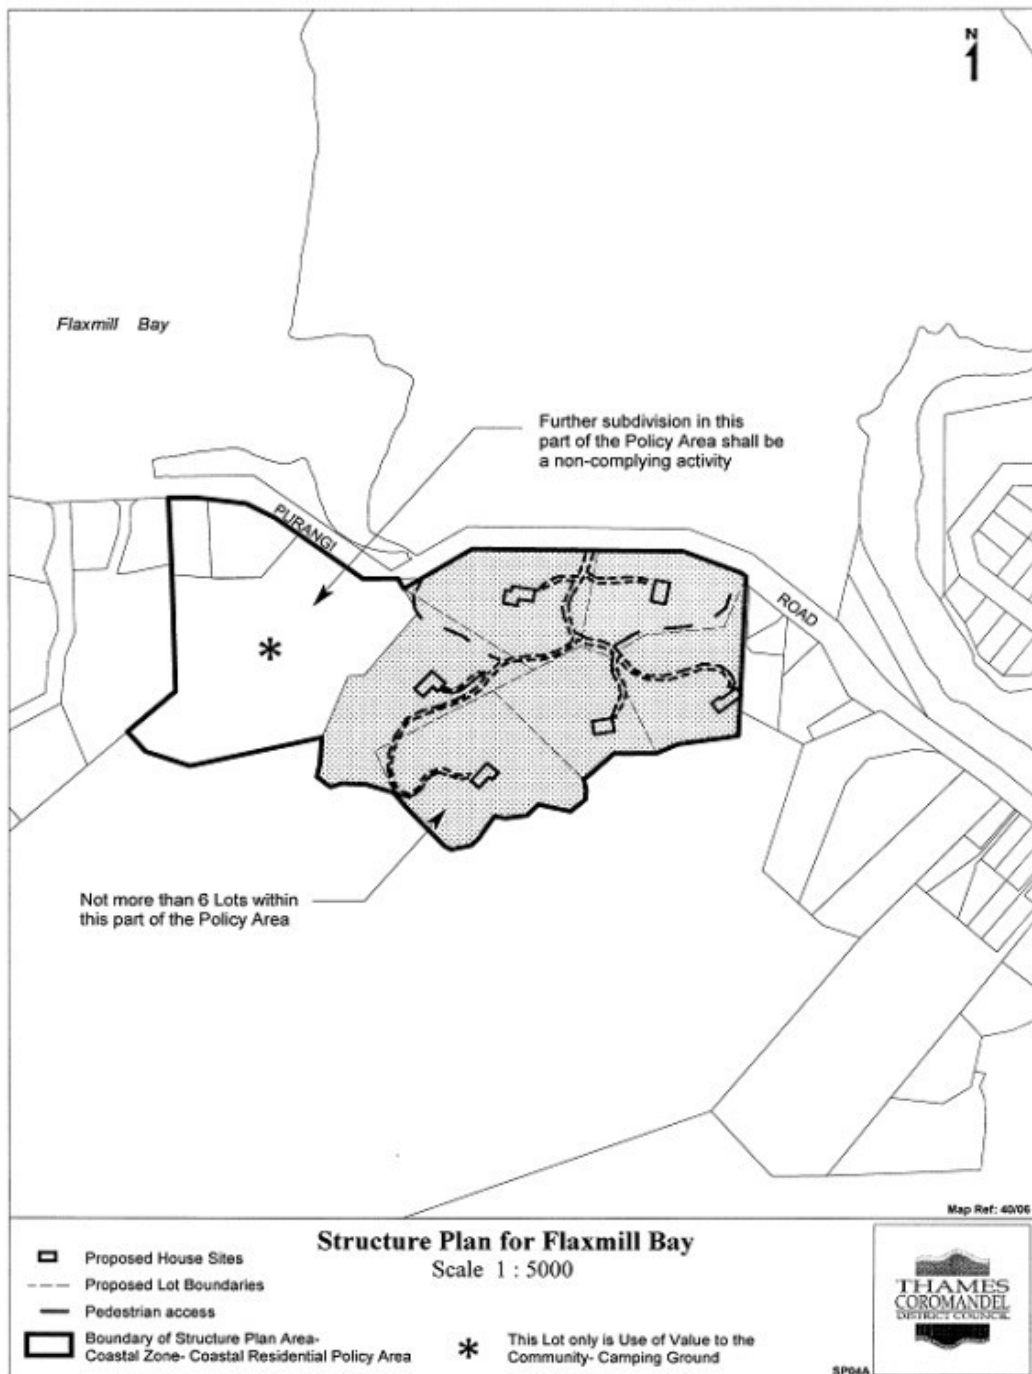 N
Flaxmill Bay
Further subdivision in this
part of the Policy Area shall be
a non-complying activity
PURANGI
ROAD
Not more than 6 Lots within
this part of the Policy Area
Map Ref: 40/06
Structure Plan for Flaxmill Bay
Scale 1 : 5000
Proposed House Sites
Proposed Lot Boundaries
Pedestrian access
Boundary of Structure Plan Area-
Coastal Zone- Coastal Residential Policy Area
* This Lot only is Use of Value to the
Community- Camping Ground
SP04A
THAMES
COROMANDEL
DISTRICT COUNCIL